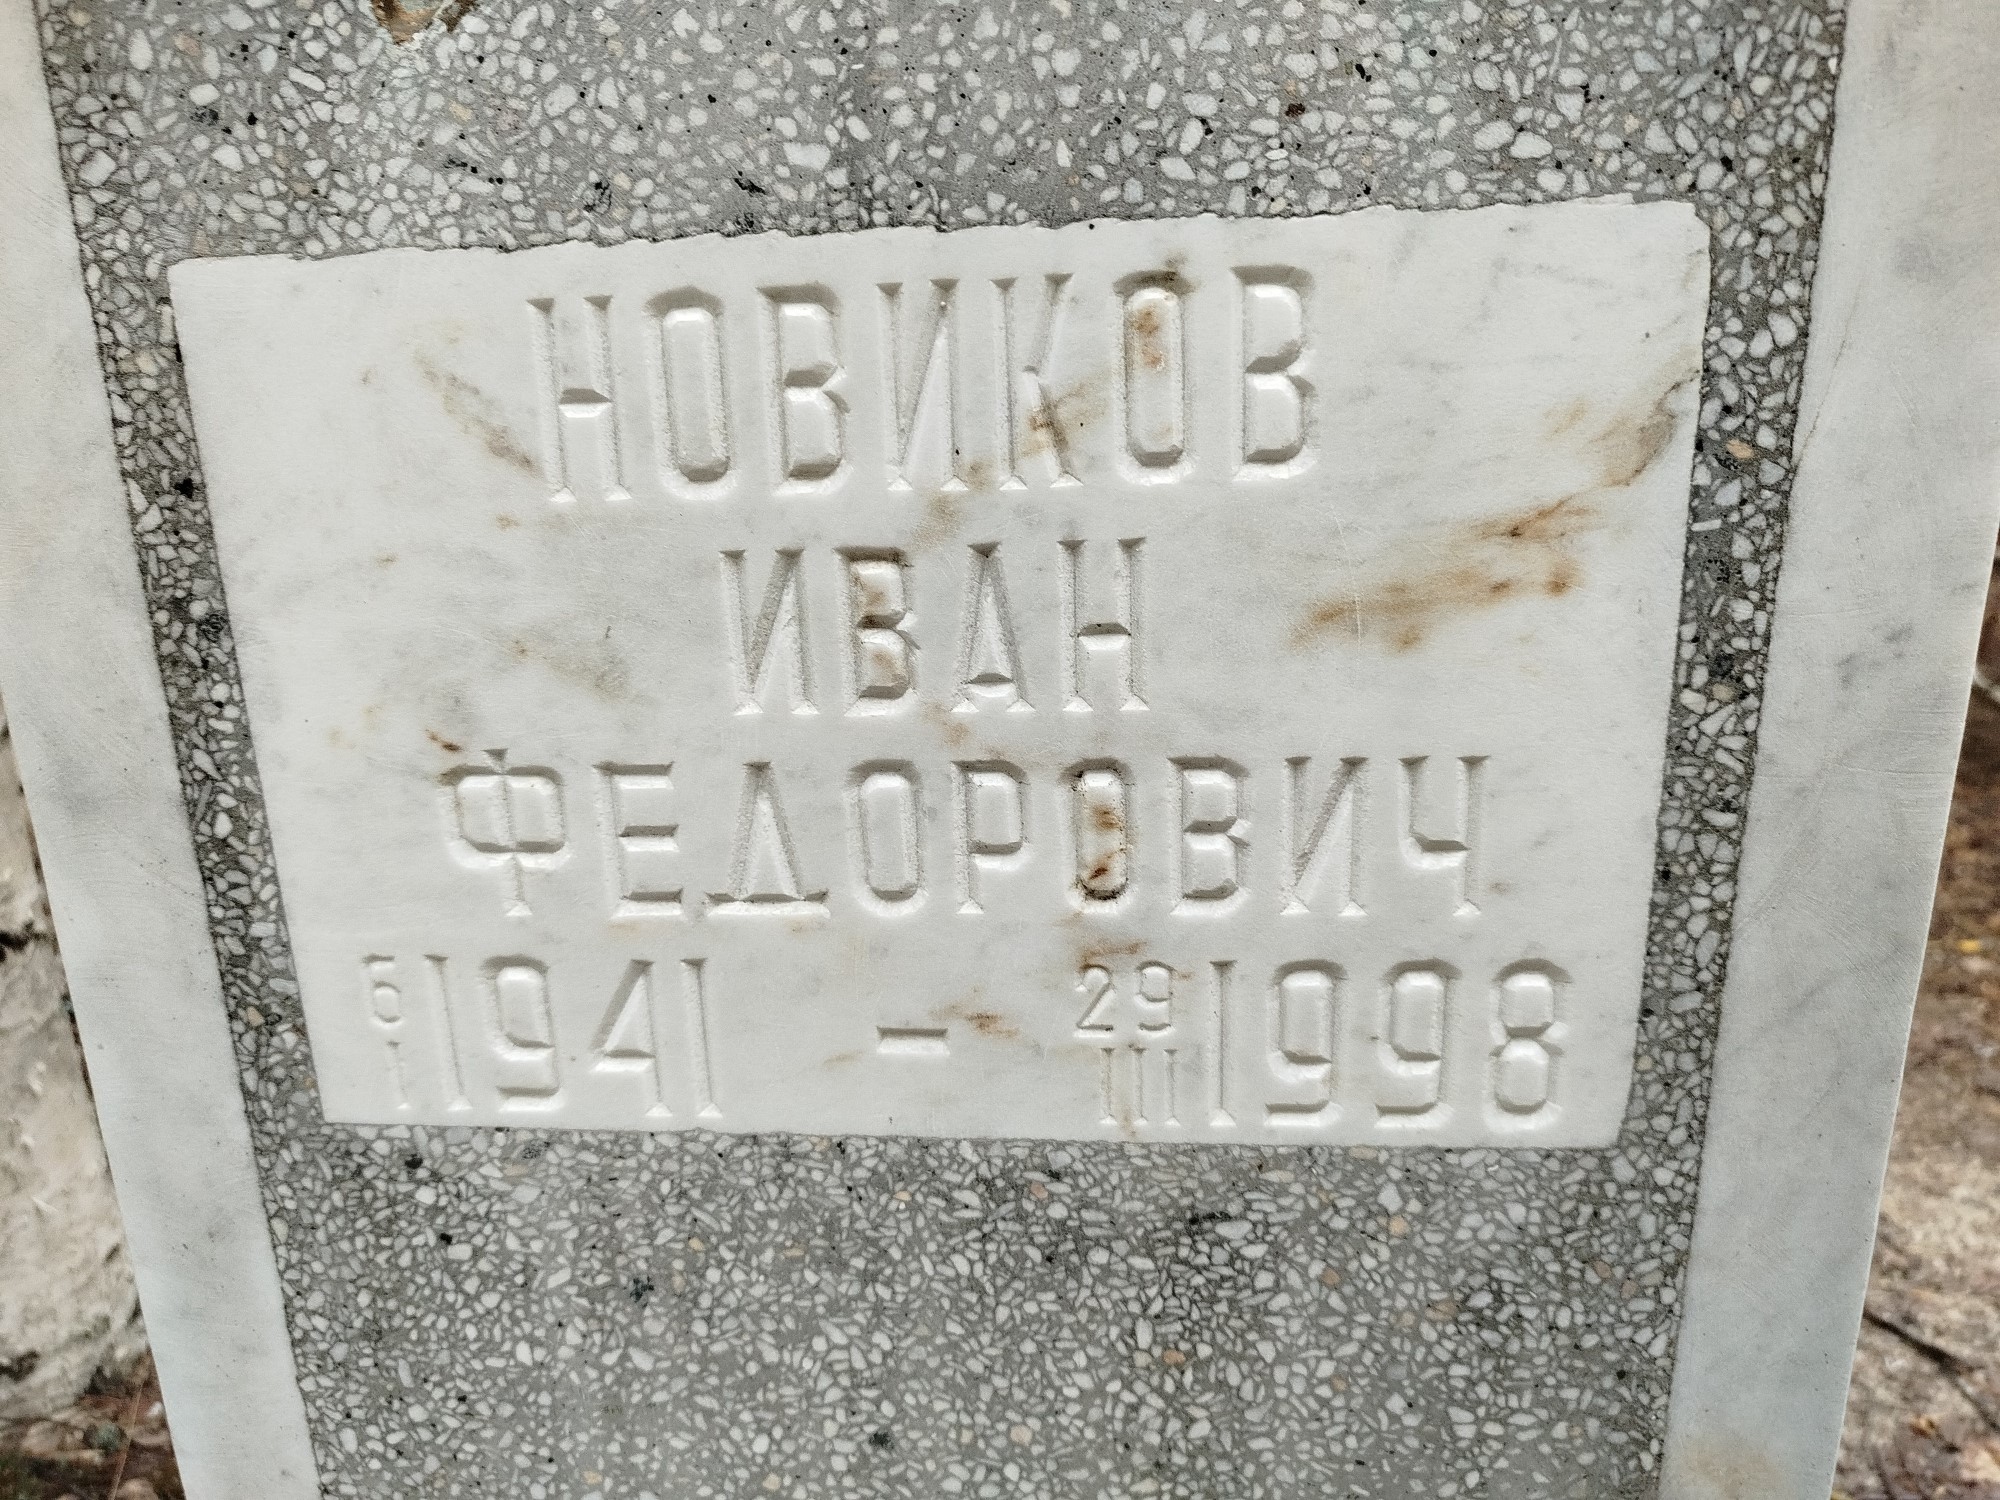 НОВИКОВ
ИВАН
ФЕДОРОВИЧ
6/I 1941 – 29/III 1998